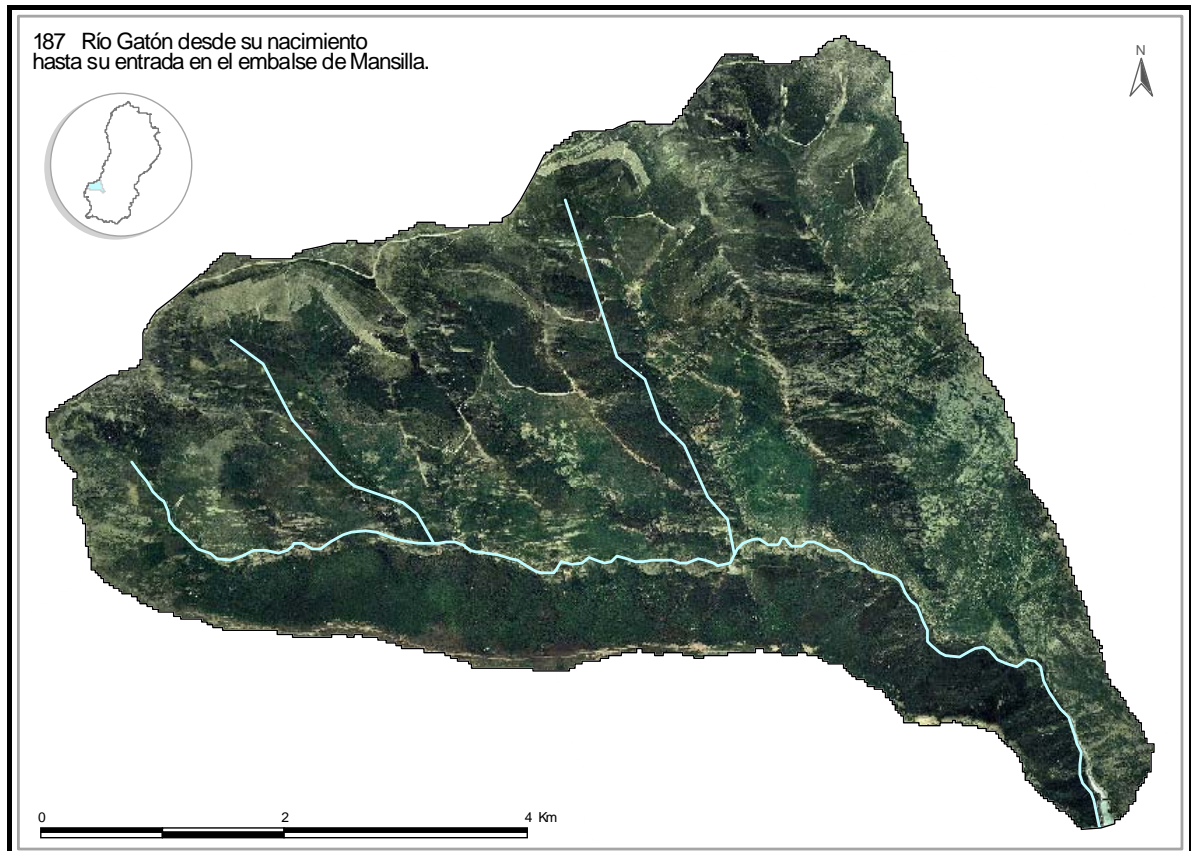 187 Río Gatón desde su nacimiento
hasta su entrada en el embalse de Mansilla.
N
0 2 4 Km